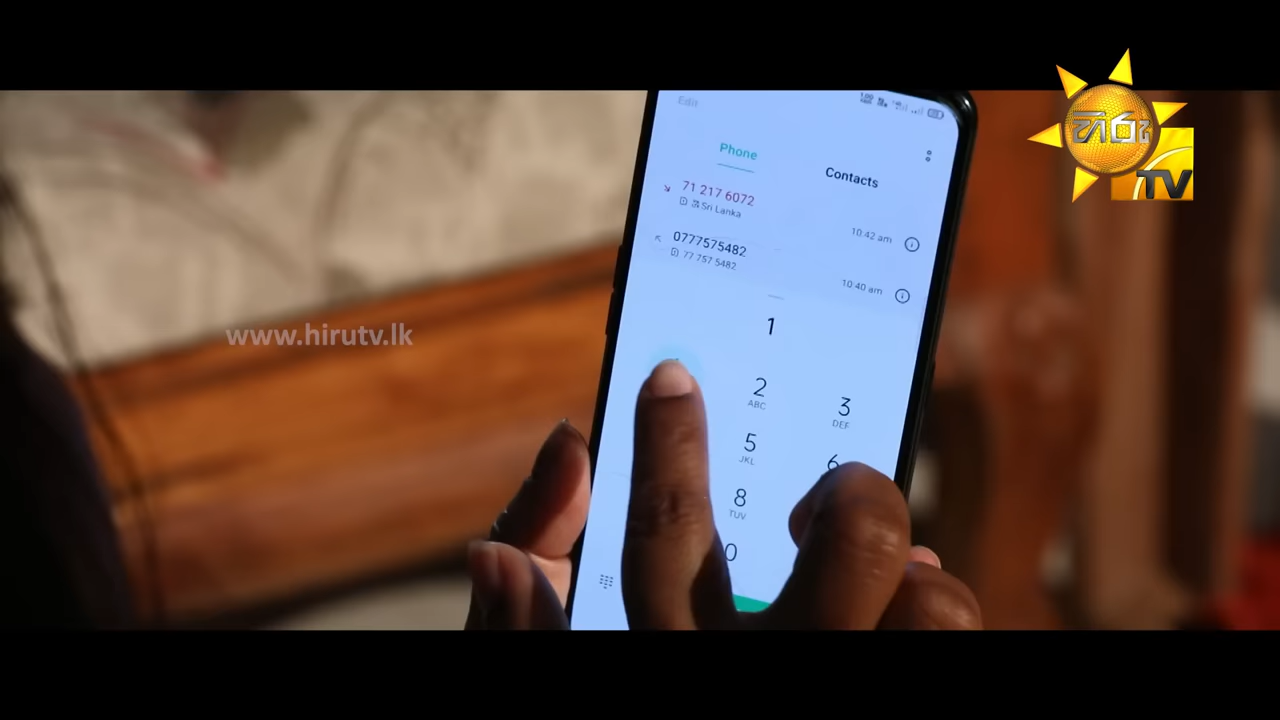 හිරු
TV
Edit
Phone
Contacts
71 217 6072
Sri Lanka
10:42 am
0777575482
77 757 5482
10:40 am
1
2
ABC
3
DEF
5
JKL
6
8
TUV
0
www.hirutv.lk